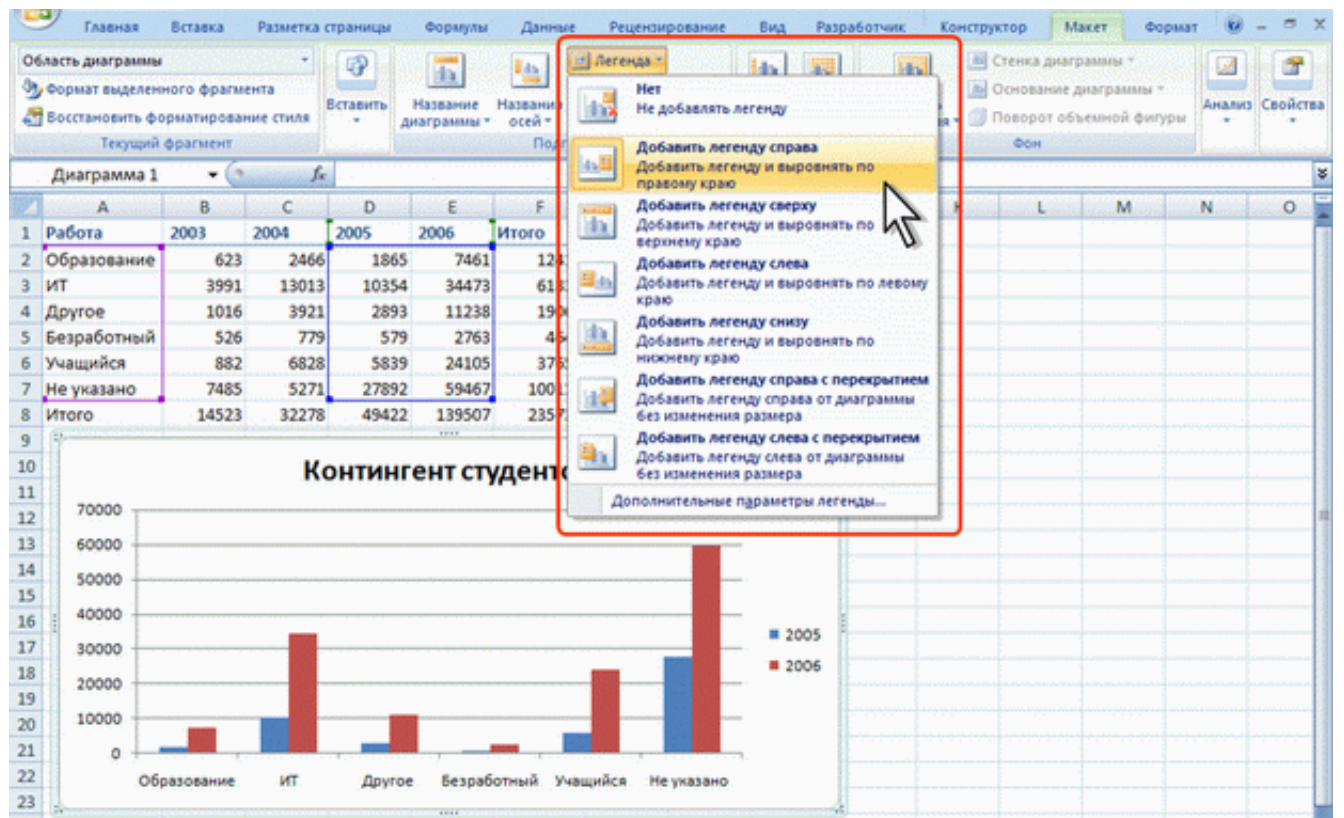 Главная Вставка Разметка страницы Формулы Данные Рецензирование Вид Разработчик Конструктор Макет Формат
Область диаграммы
Формат выделенного фрагмента
Восстановить форматирование стиля
Текущий фрагмент
Вставить
Название диаграммы
осей
Легенда
Стенка диаграммы
Основание диаграммы
Поворот объемной фигуры
Фон
Анализ Свойства
Нет
Не добавлять легенду
Добавить легенду справа
Добавить легенду и выровнять по
правому краю
Добавить легенду сверху
Добавить легенду и выровнять по
верхнему краю
Добавить легенду слева
Добавить легенду и выровнять по левому
краю
Добавить легенду снизу
Добавить легенду и выровнять по
нижнему краю
Добавить легенду справа с перекрытием
Добавить легенду справа от диаграммы
без изменения размера
Добавить легенду слева с перекрытием
Добавить легенду слева от диаграммы
без изменения размера
Дополнительные параметры легенды...
Диаграмма 1 fx
A B C D E F L M N O
1 Работа 2003 2004 2005 2006 Итого
2 Образование 623 2466 1865 7461
3 ИТ 3991 13013 10354 34473
4 Другое 1016 3921 2893 11238
5 Безработный 526 779 579 2763
6 Учащийся 882 6828 5839 24105
7 Не указано 7485 5271 27892 59467
8 Итого 14523 32278 49422 139507
9
10
11
12
13
14
15
16
17
18
19
20
21
22
23
Контингент
70000
60000
50000
40000
30000
20000
10000
0
2005
2006
Образование ИТ Другое Безработный Учащийся Не указано